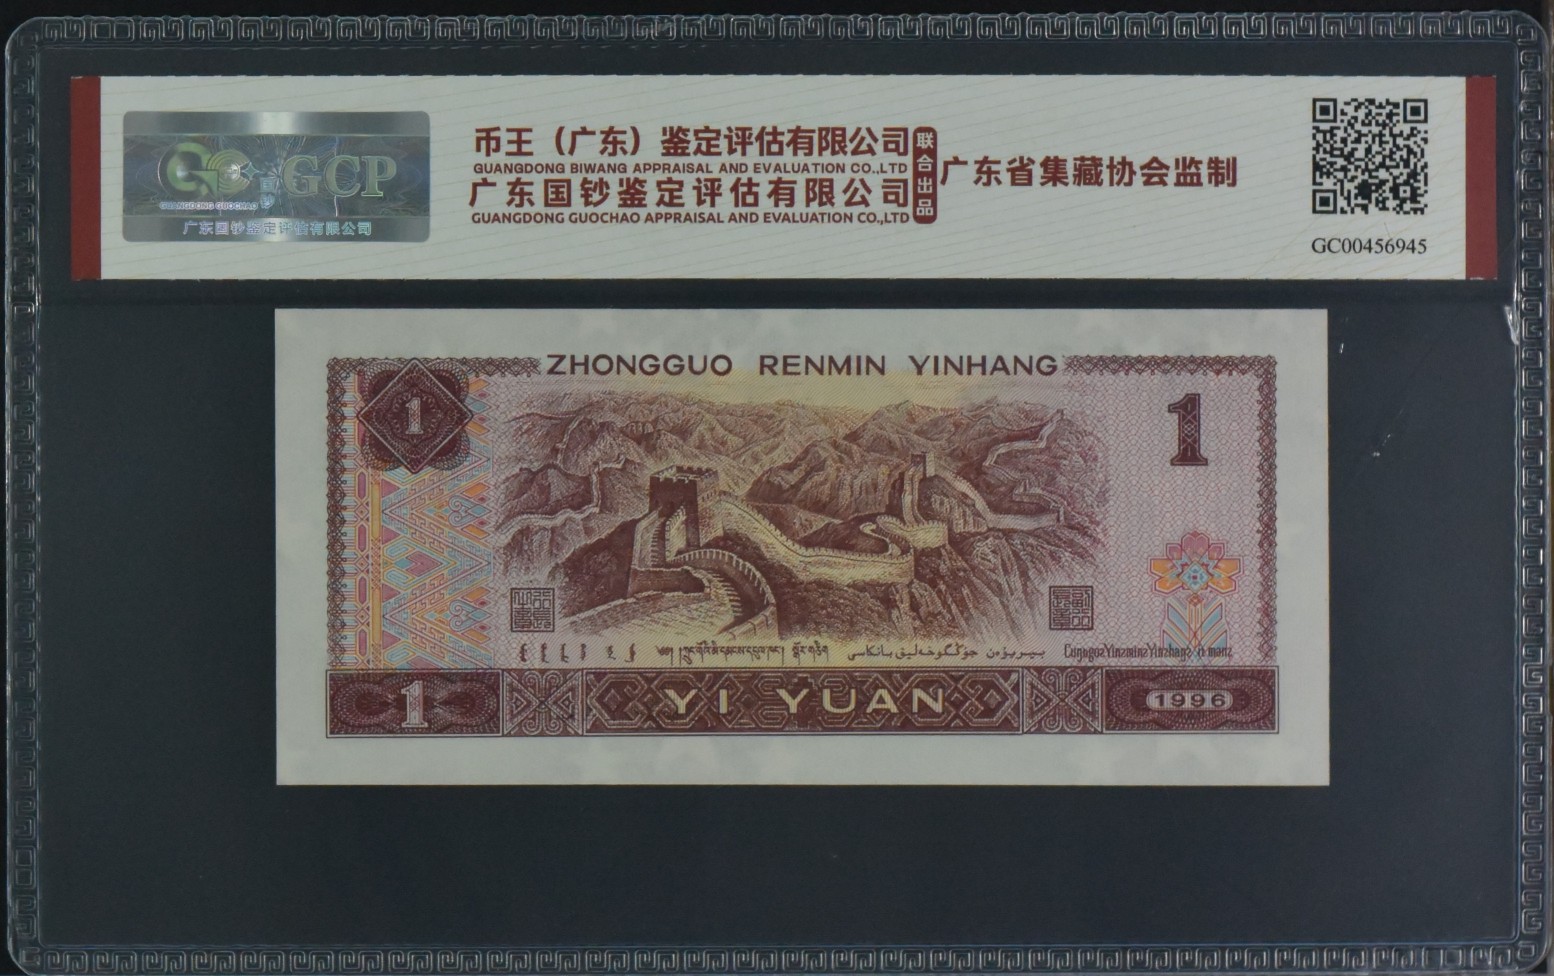 GCP
GUANGDONG GUOCHAO
广东国钞鉴定评估有限公司
币王（广东）鉴定评估有限公司
GUANGDONG BIWANG APPRAISAL AND EVALUATION CO.,LTD
广东国钞鉴定评估有限公司
GUANGDONG GUOCHAO APPRAISAL AND EVALUATION CO.,LTD
联合出品
广东省集藏协会监制
GC00456945
ZHONGGUO RENMIN YINHANG
1
1
1
YI YUAN
1996